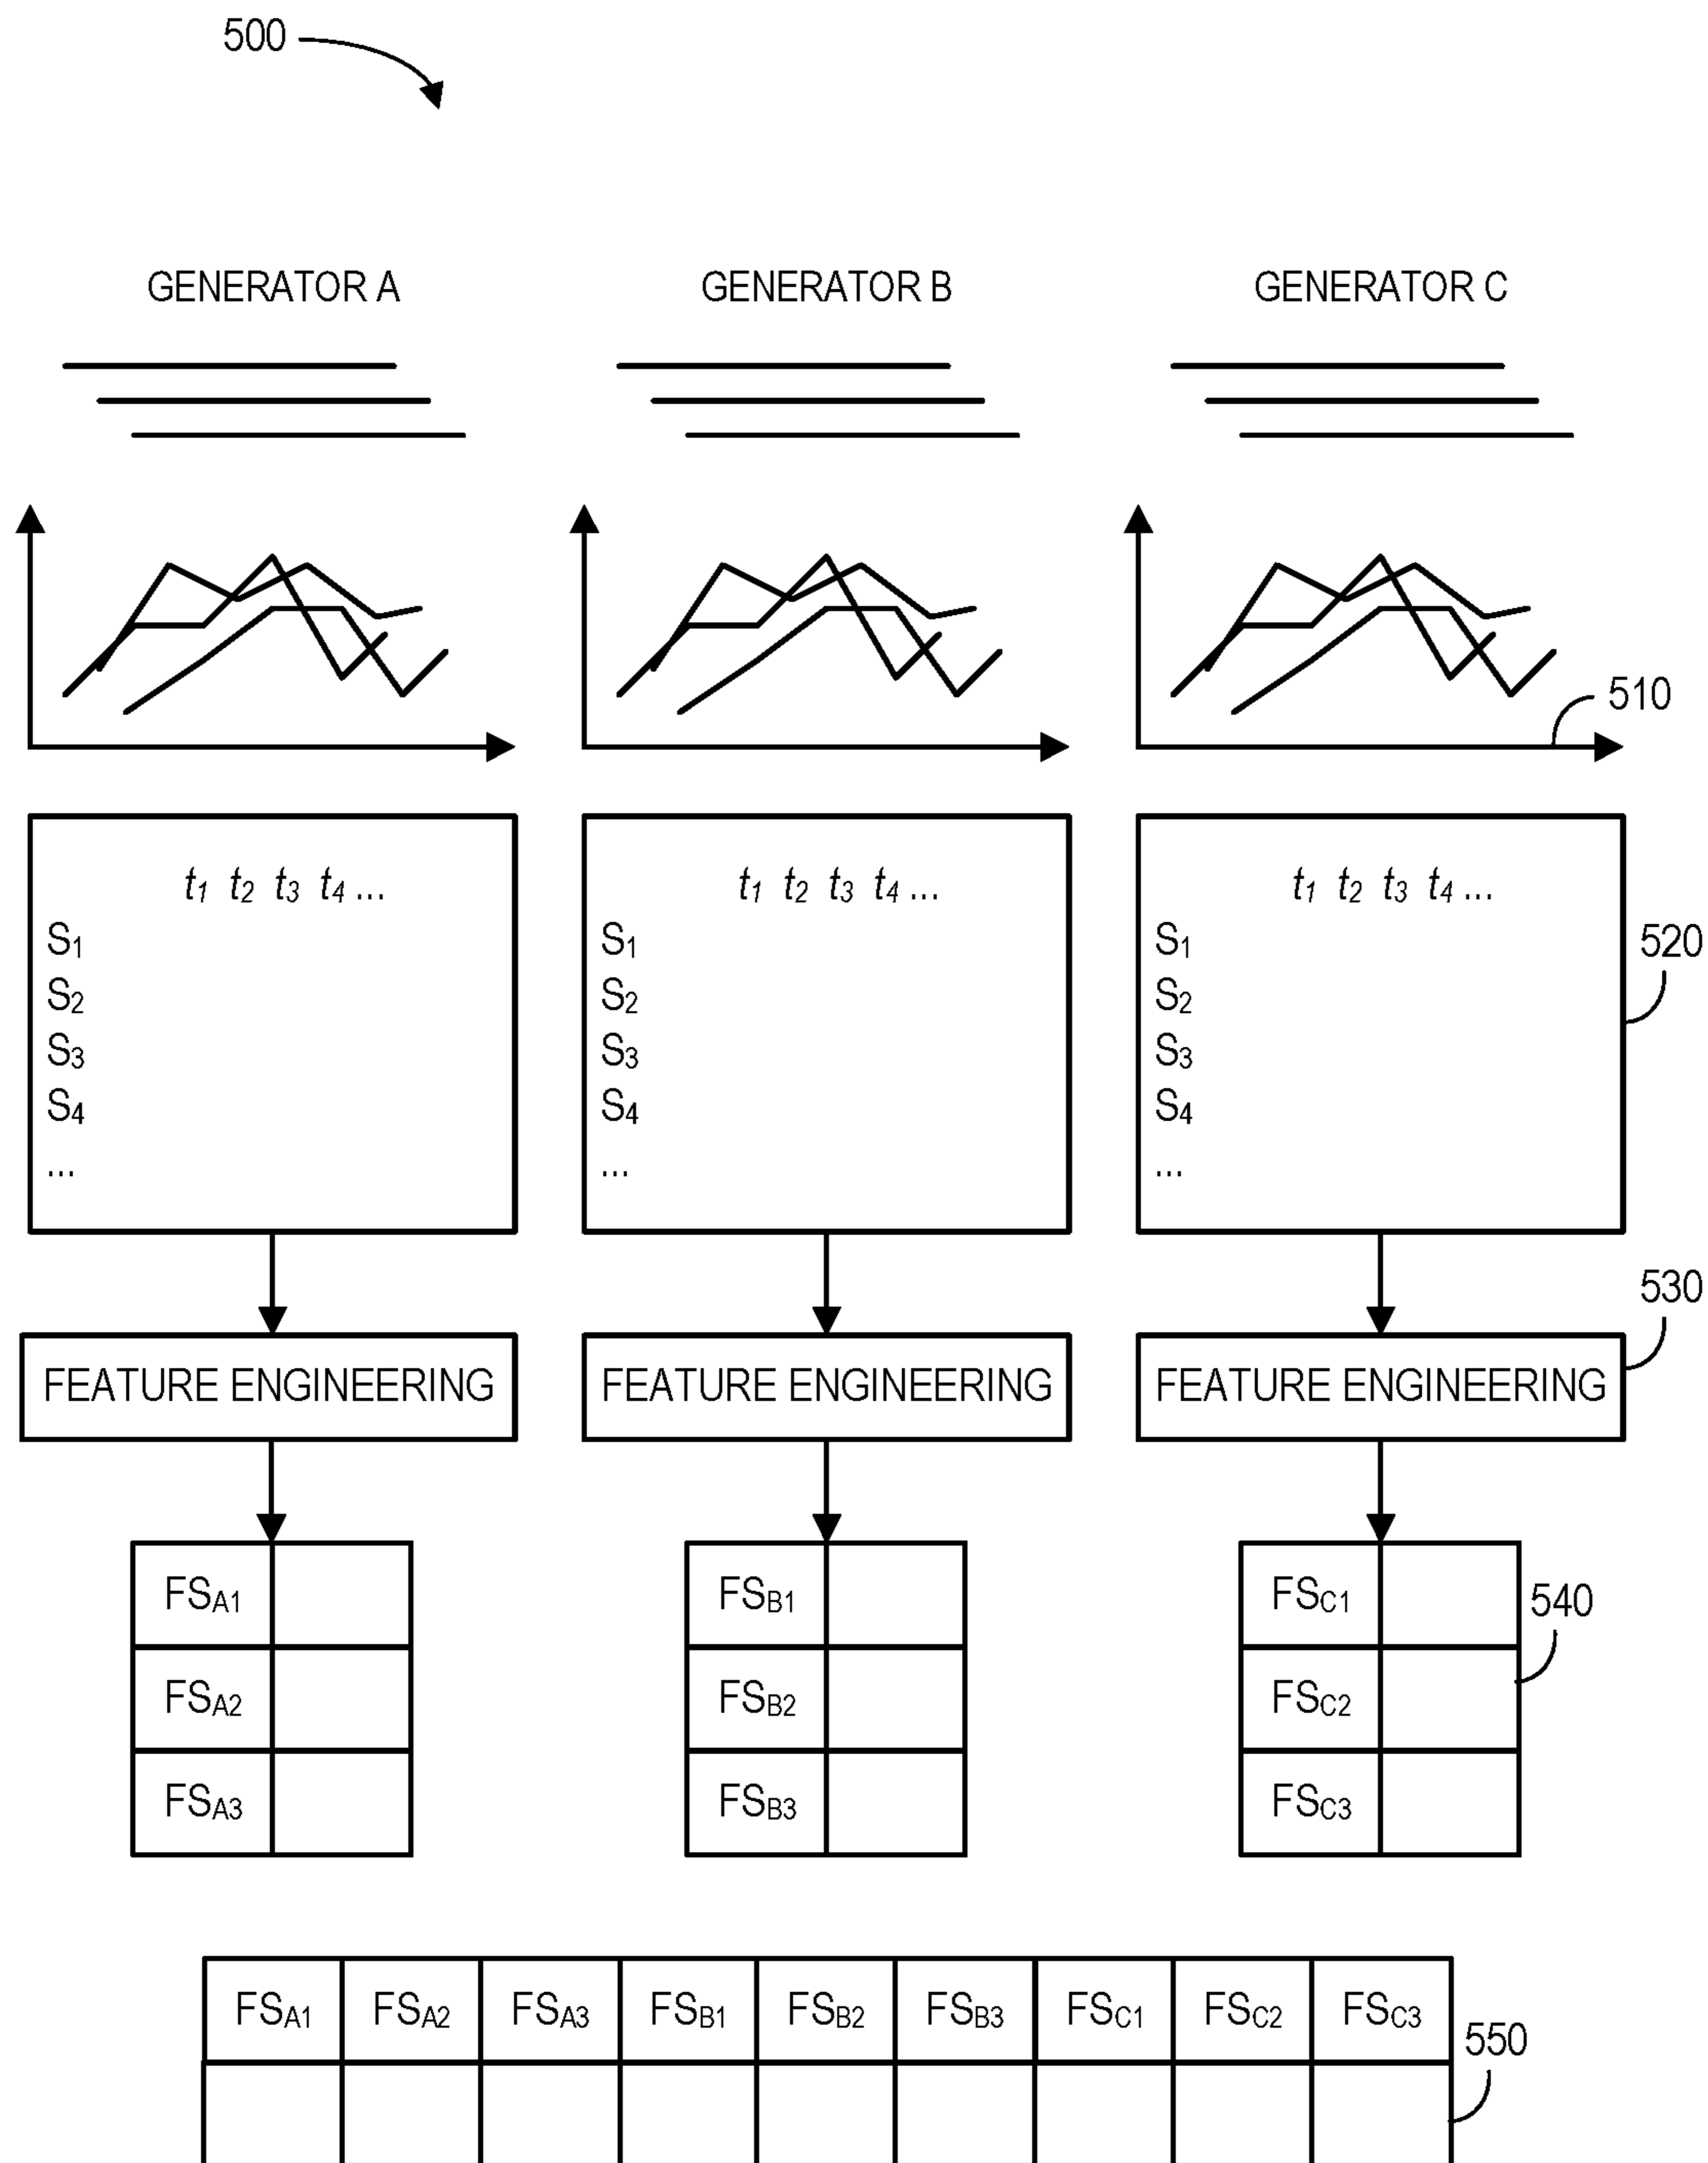 500
GENERATOR A GENERATOR B GENERATOR C
510
t1 t2 t3 t4 ... t1 t2 t3 t4 ... t1 t2 t3 t4 ...
S1 S1 S1
520
S2 S2 S2
S3 S3 S3
S4 S4 S4
... ... ...
530
FEATURE ENGINEERING FEATURE ENGINEERING FEATURE ENGINEERING
FSA1 FSB1 FSC1
540
FSA2 FSB2 FSC2
FSA3 FSB3 FSC3
FSA1 FSA2 FSA3 FSB1 FSB2 FSB3 FSC1 FSC2 FSC3
550